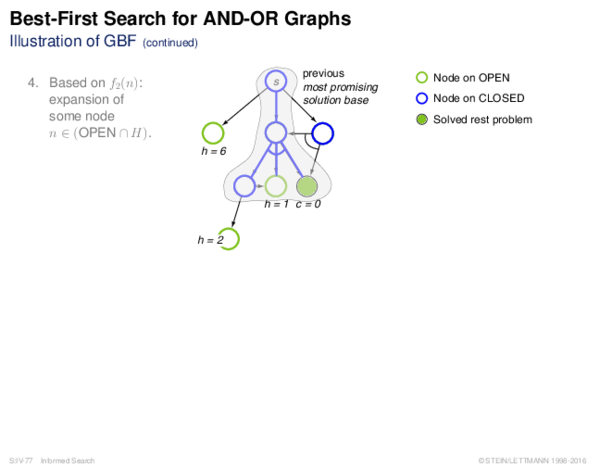 Best-First Search for AND-OR Graphs
Illustration of GBF (continued)
4. Based on f₂(n):
expansion of
some node
n ∈ (OPEN ∩ H).
s
previous
most promising
solution base
Node on OPEN
Node on CLOSED
Solved rest problem
h = 6
h = 1 c = 0
h = 2
S:IV-77 Informed Search
© STEIN/LETTMANN 1998-2016